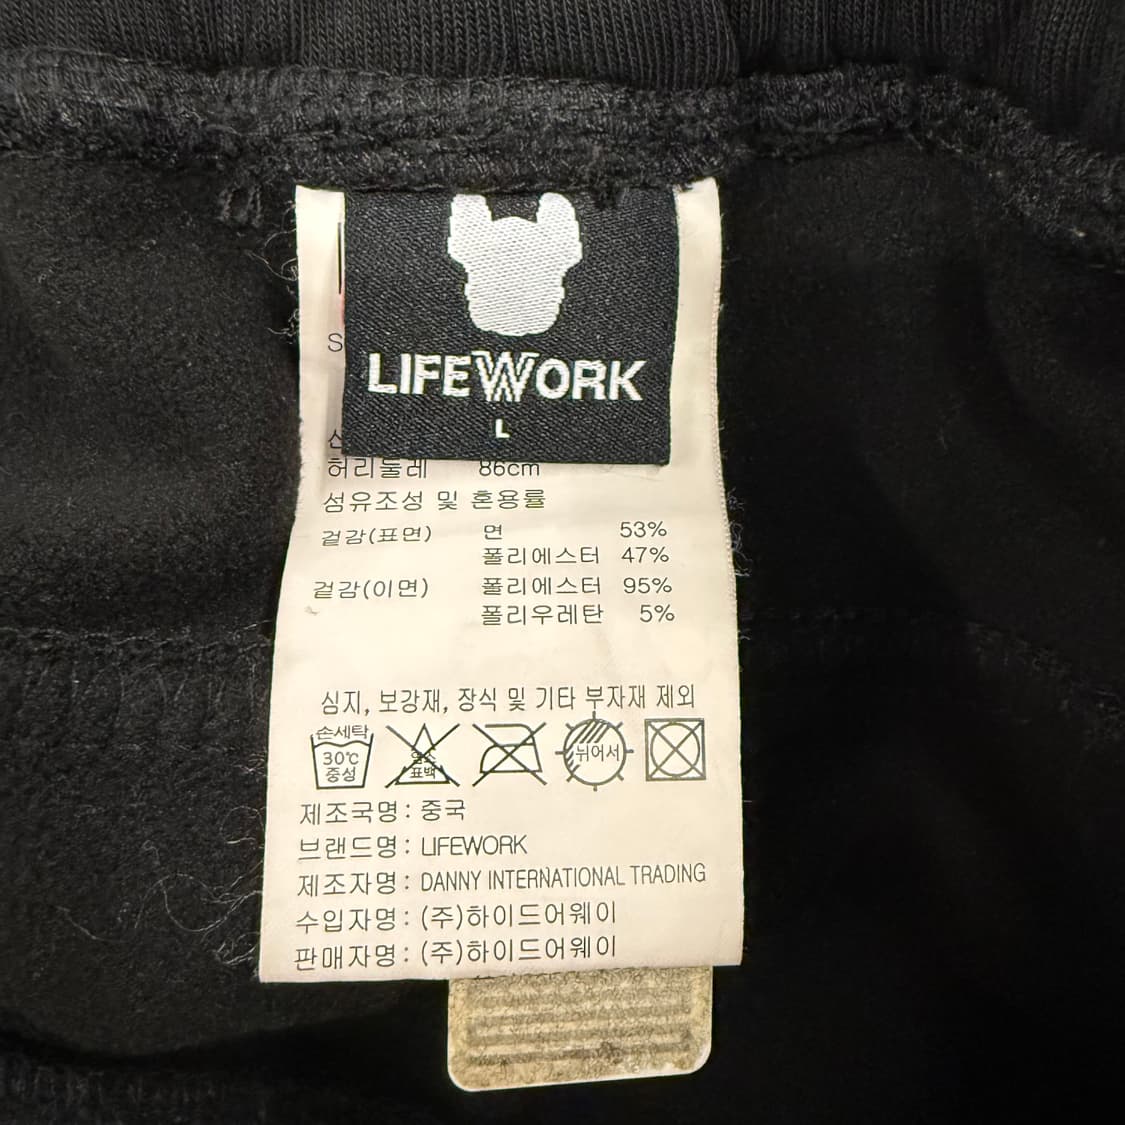 LIFEWORK
L
허리둘레 86cm
섬유조성 및 혼용률
겉감(표면) 면 53%
폴리에스터 47%
겉감(이면) 폴리에스터 95%
폴리우레탄 5%
심지, 보강재, 장식 및 기타 부자재 제외
손세탁
30℃
중성
염소
표백
뉘어서
제조국명: 중국
브랜드명: LIFEWORK
제조자명: DANNY INTERNATIONAL TRADING
수입자명: (주)하이드어웨이
판매자명: (주)하이드어웨이